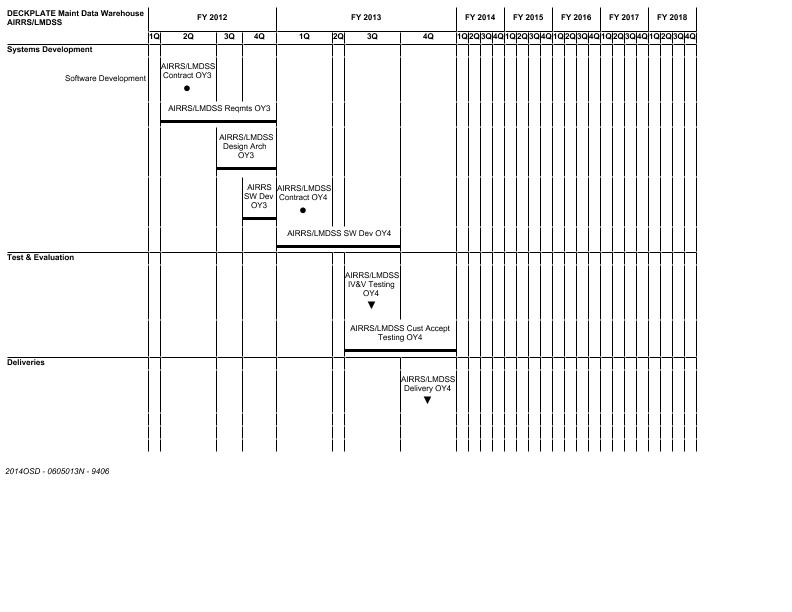 DECKPLATE Maint Data Warehouse
AIRRS/LMDSS
FY 2012 FY 2013 FY 2014 FY 2015 FY 2016 FY 2017 FY 2018
1Q 2Q 3Q 4Q 1Q 2Q 3Q 4Q 1Q 2Q 3Q 4Q 1Q 2Q 3Q 4Q 1Q 2Q 3Q 4Q 1Q 2Q 3Q 4Q 1Q 2Q 3Q 4Q
Systems Development
Software Development
AIRRS/LMDSS
Contract OY3
AIRRS/LMDSS Reqmts OY3
AIRRS/LMDSS
Design Arch
OY3
AIRRS
SW Dev
OY3
AIRRS/LMDSS
Contract OY4
AIRRS/LMDSS SW Dev OY4
Test & Evaluation
AIRRS/LMDSS
IV&V Testing
OY4
AIRRS/LMDSS Cust Accept
Testing OY4
Deliveries
AIRRS/LMDSS
Delivery OY4
2014OSD - 0605013N - 9406